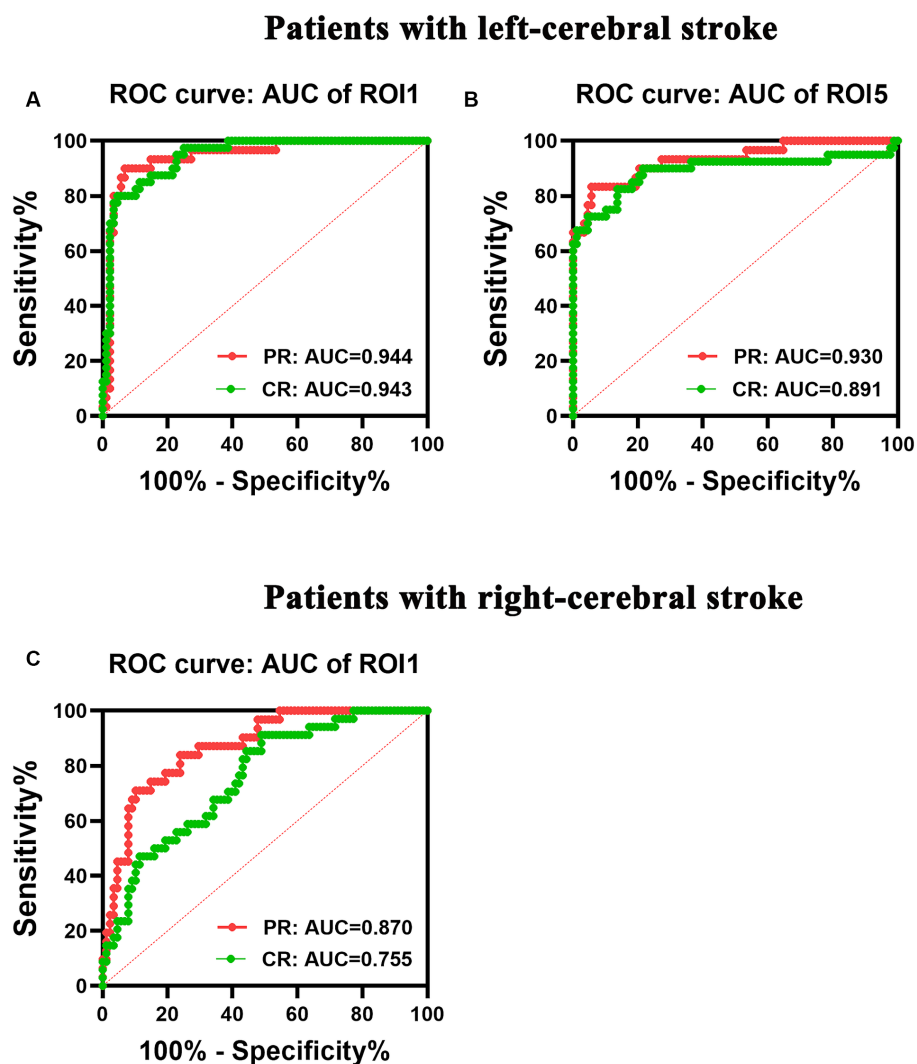 Patients with left-cerebral stroke
A
ROC curve: AUC of ROI1
100
80
60
40
20
0
Sensitivity%
PR: AUC=0.944
CR: AUC=0.943
0 20 40 60 80 100
100% - Specificity%
B
ROC curve: AUC of ROI5
100
80
60
40
20
0
Sensitivity%
PR: AUC=0.930
CR: AUC=0.891
0 20 40 60 80 100
100% - Specificity%
Patients with right-cerebral stroke
C
ROC curve: AUC of ROI1
100
80
60
40
20
0
Sensitivity%
PR: AUC=0.870
CR: AUC=0.755
0 20 40 60 80 100
100% - Specificity%